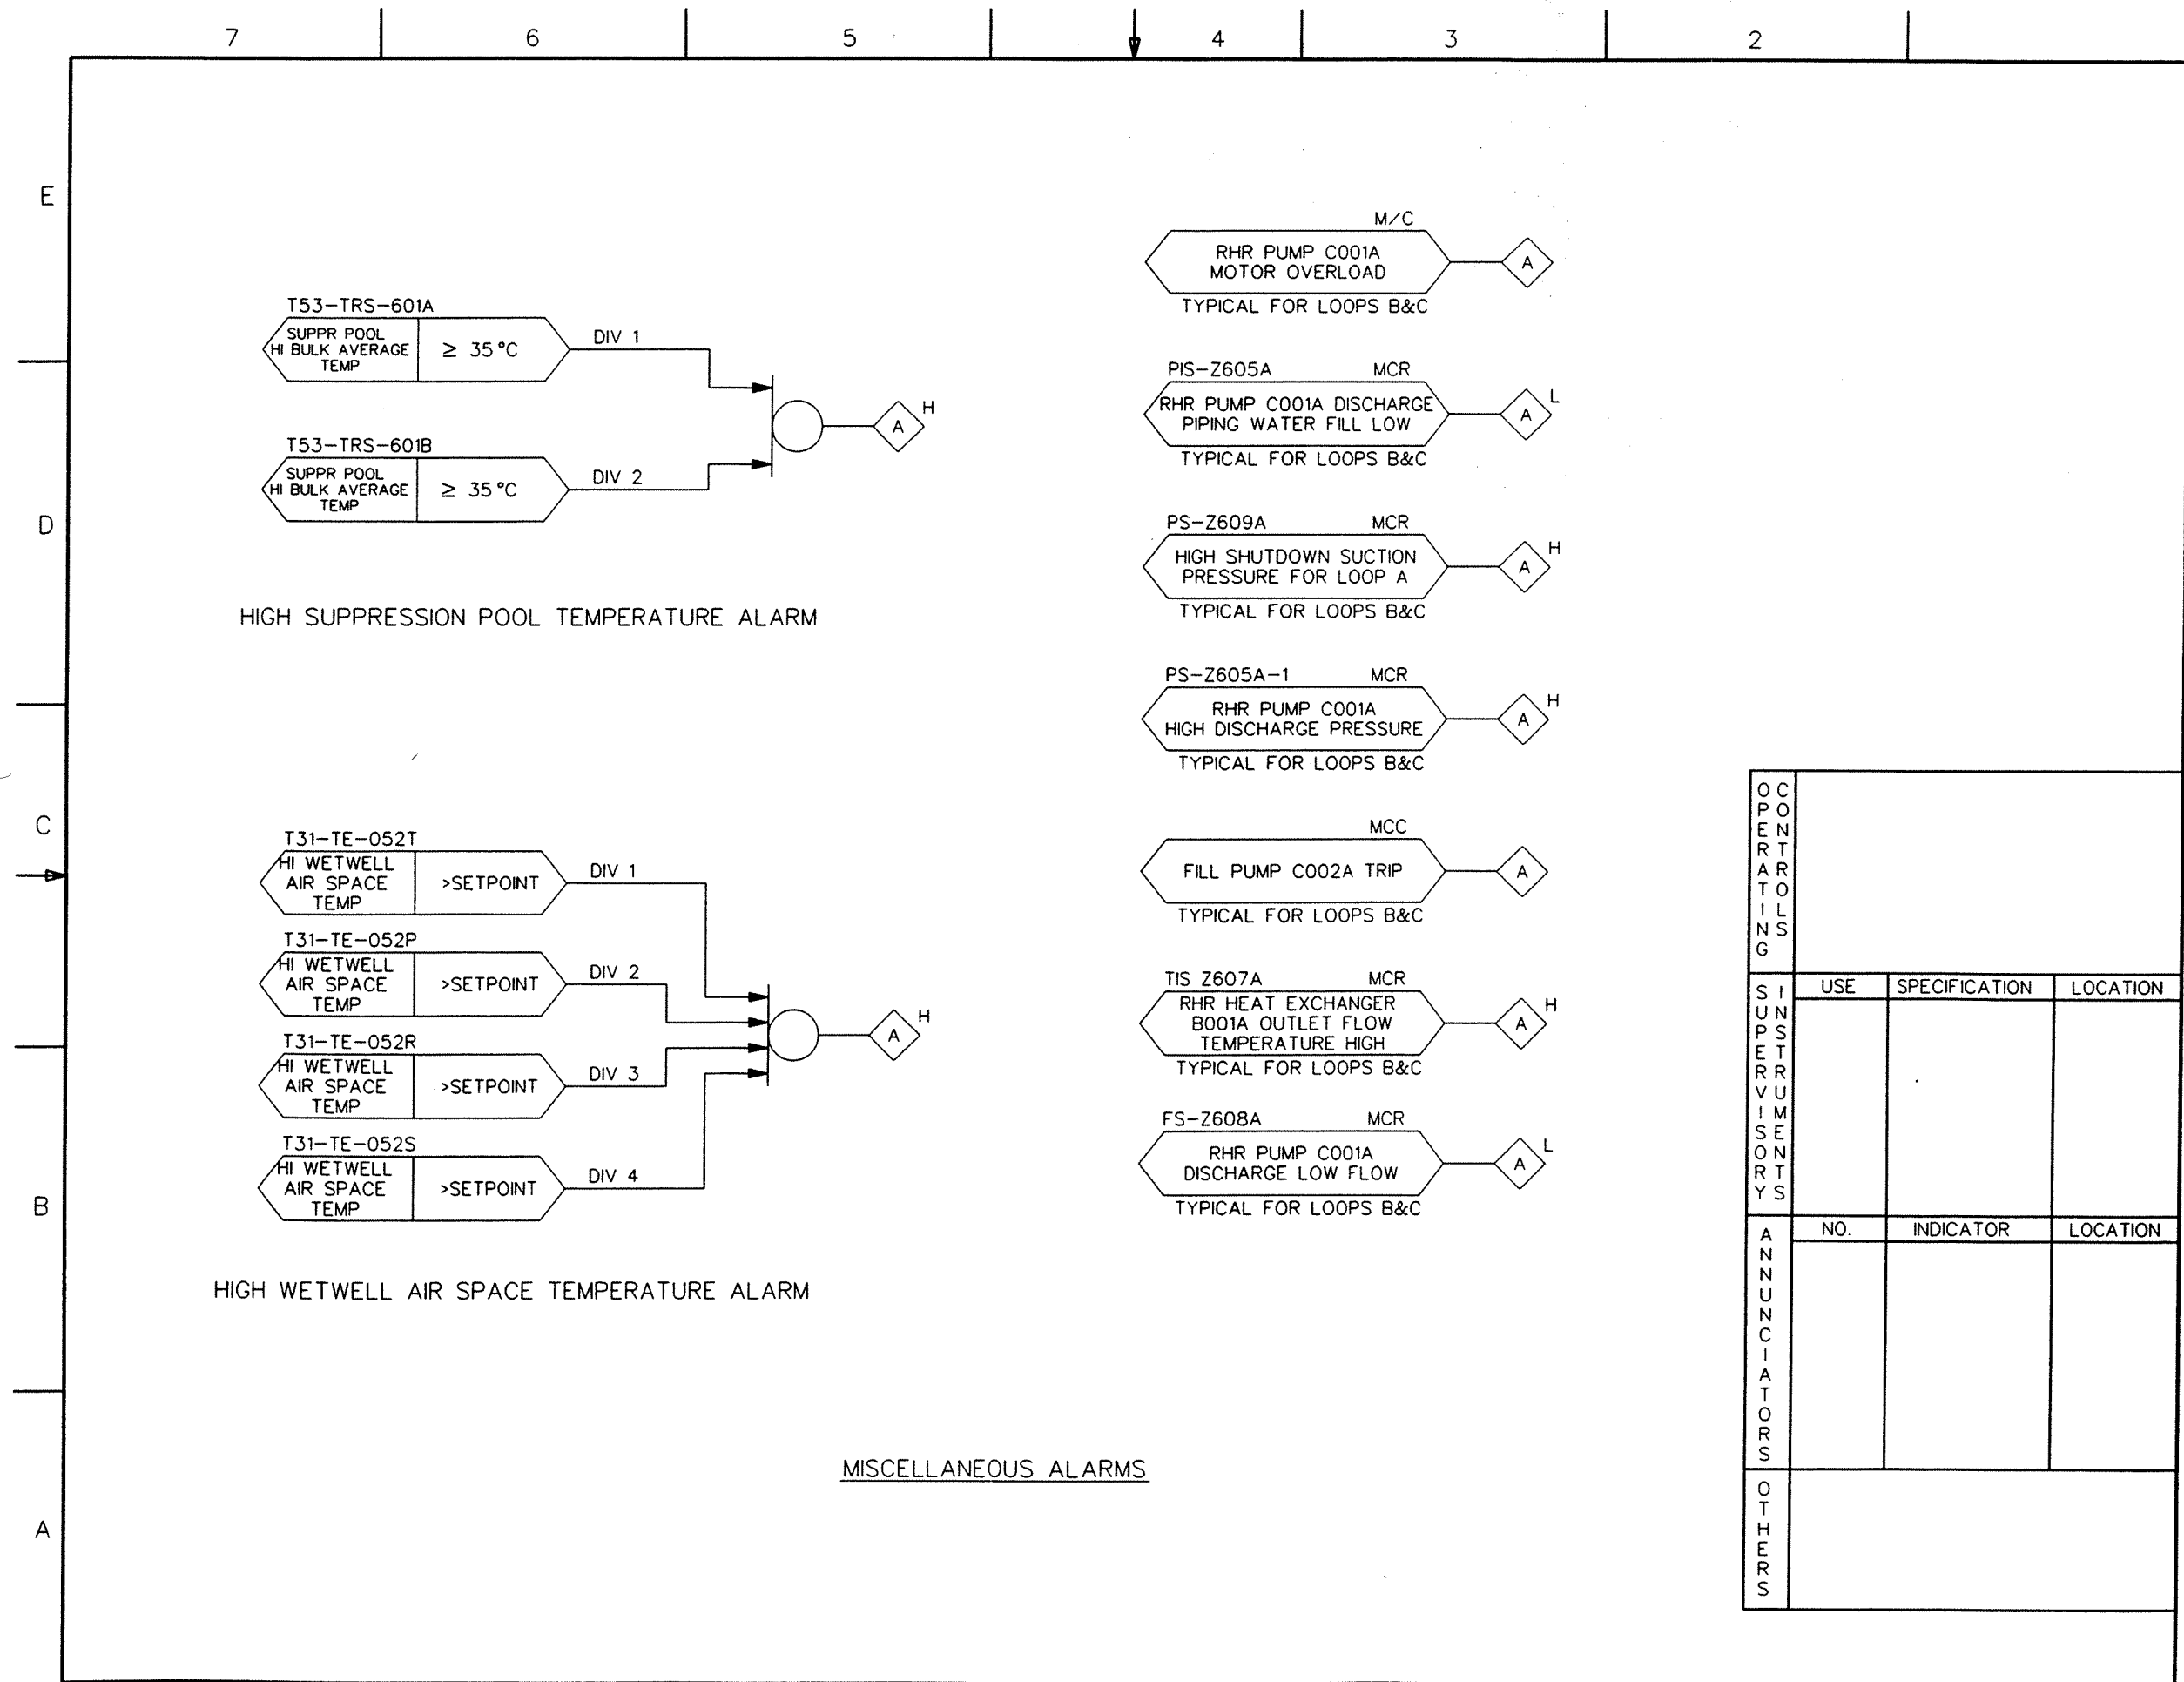 7 6 5 4 3 2
E
D
C
B
A
T53-TRS-601A
SUPPR POOL
HI BULK AVERAGE
TEMP
≥ 35°C
DIV 1
T53-TRS-601B
SUPPR POOL
HI BULK AVERAGE
TEMP
≥ 35°C
DIV 2
A
H
HIGH SUPPRESSION POOL TEMPERATURE ALARM
T31-TE-052T
HI WETWELL
AIR SPACE
TEMP
>SETPOINT
DIV 1
T31-TE-052P
HI WETWELL
AIR SPACE
TEMP
>SETPOINT
DIV 2
T31-TE-052R
HI WETWELL
AIR SPACE
TEMP
>SETPOINT
DIV 3
T31-TE-052S
HI WETWELL
AIR SPACE
TEMP
>SETPOINT
DIV 4
A
H
HIGH WETWELL AIR SPACE TEMPERATURE ALARM
M/C
RHR PUMP C001A
MOTOR OVERLOAD
A
TYPICAL FOR LOOPS B&C
PIS-Z605A MCR
RHR PUMP C001A DISCHARGE
PIPING WATER FILL LOW
A
L
TYPICAL FOR LOOPS B&C
PS-Z609A MCR
HIGH SHUTDOWN SUCTION
PRESSURE FOR LOOP A
A
H
TYPICAL FOR LOOPS B&C
PS-Z605A-1 MCR
RHR PUMP C001A
HIGH DISCHARGE PRESSURE
A
H
TYPICAL FOR LOOPS B&C
MCC
FILL PUMP C002A TRIP
A
TYPICAL FOR LOOPS B&C
TIS Z607A MCR
RHR HEAT EXCHANGER
B001A OUTLET FLOW
TEMPERATURE HIGH
A
H
TYPICAL FOR LOOPS B&C
FS-Z608A MCR
RHR PUMP C001A
DISCHARGE LOW FLOW
A
L
TYPICAL FOR LOOPS B&C
MISCELLANEOUS ALARMS
OPERATING
CONTROLS
SUPERVISORY
INSTRUMENTS
USE SPECIFICATION LOCATION
ANNUNCIATORS
NO. INDICATOR LOCATION
OTHERS